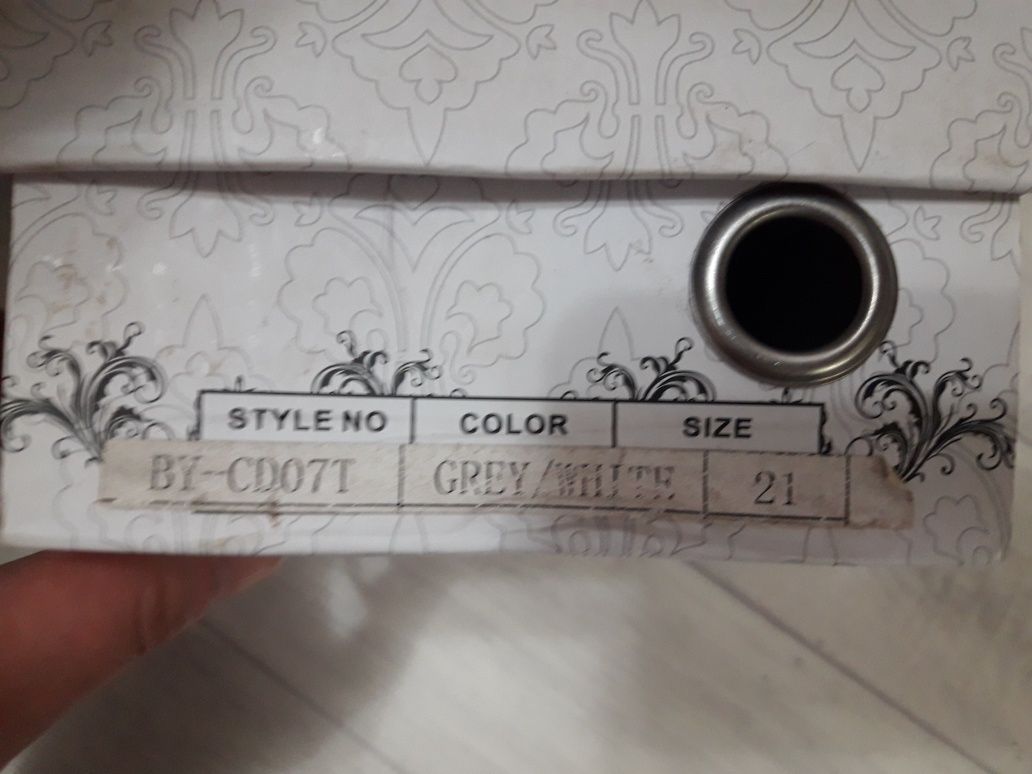 STYLE NO COLOR SIZE
BY-CD07T GREY/WHITE 21